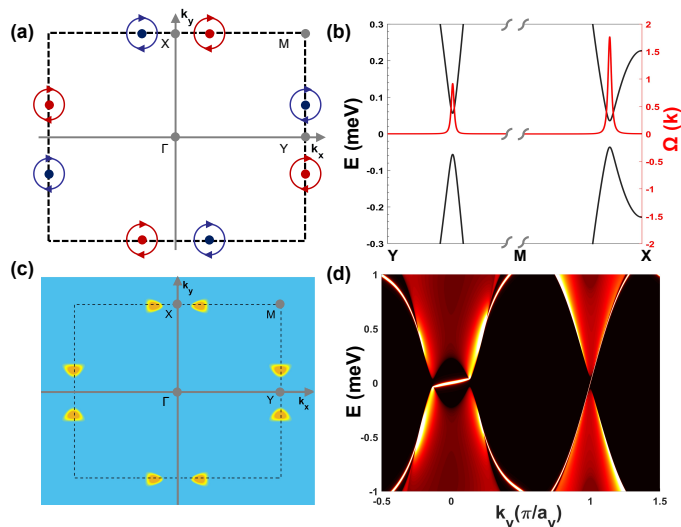 (a)
k_y
X
M
Γ
Y
k_x
(b)
0.3
0.2
0.1
0
-0.1
-0.2
-0.3
E (meV)
2
1.5
1
0.5
0
-0.5
-1
-1.5
-2
Ω (k)
Y
M
X
(c)
k_y
X
M
Γ
Y
k_x
(d)
1
0.5
0
-0.5
-1
E (meV)
-0.5
0
0.5
1
1.5
k_y(π/a_y)